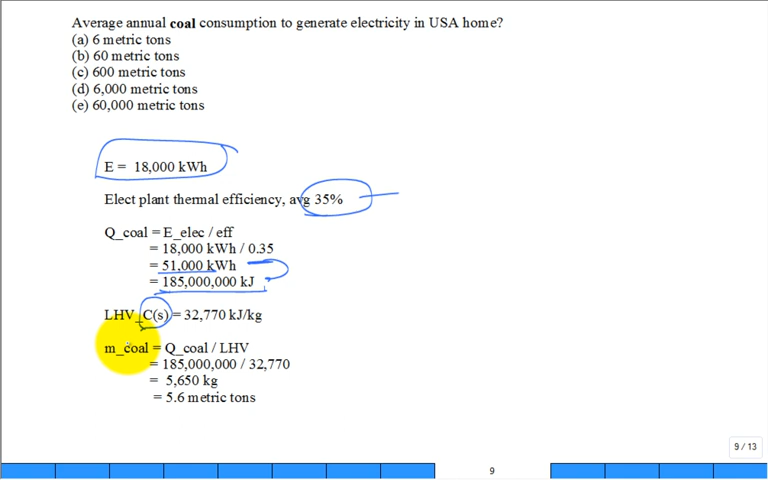 Average annual coal consumption to generate electricity in USA home?
(a) 6 metric tons
(b) 60 metric tons
(c) 600 metric tons
(d) 6,000 metric tons
(e) 60,000 metric tons
E = 18,000 kWh
Elect plant thermal efficiency, avg 35%
Q_coal = E_elec / eff
= 18,000 kWh / 0.35
= 51,000 kWh
= 185,000,000 kJ
LHV_C(s) = 32,770 kJ/kg
m_coal = Q_coal / LHV
= 185,000,000 / 32,770
= 5,650 kg
= 5.6 metric tons
9 / 13
9